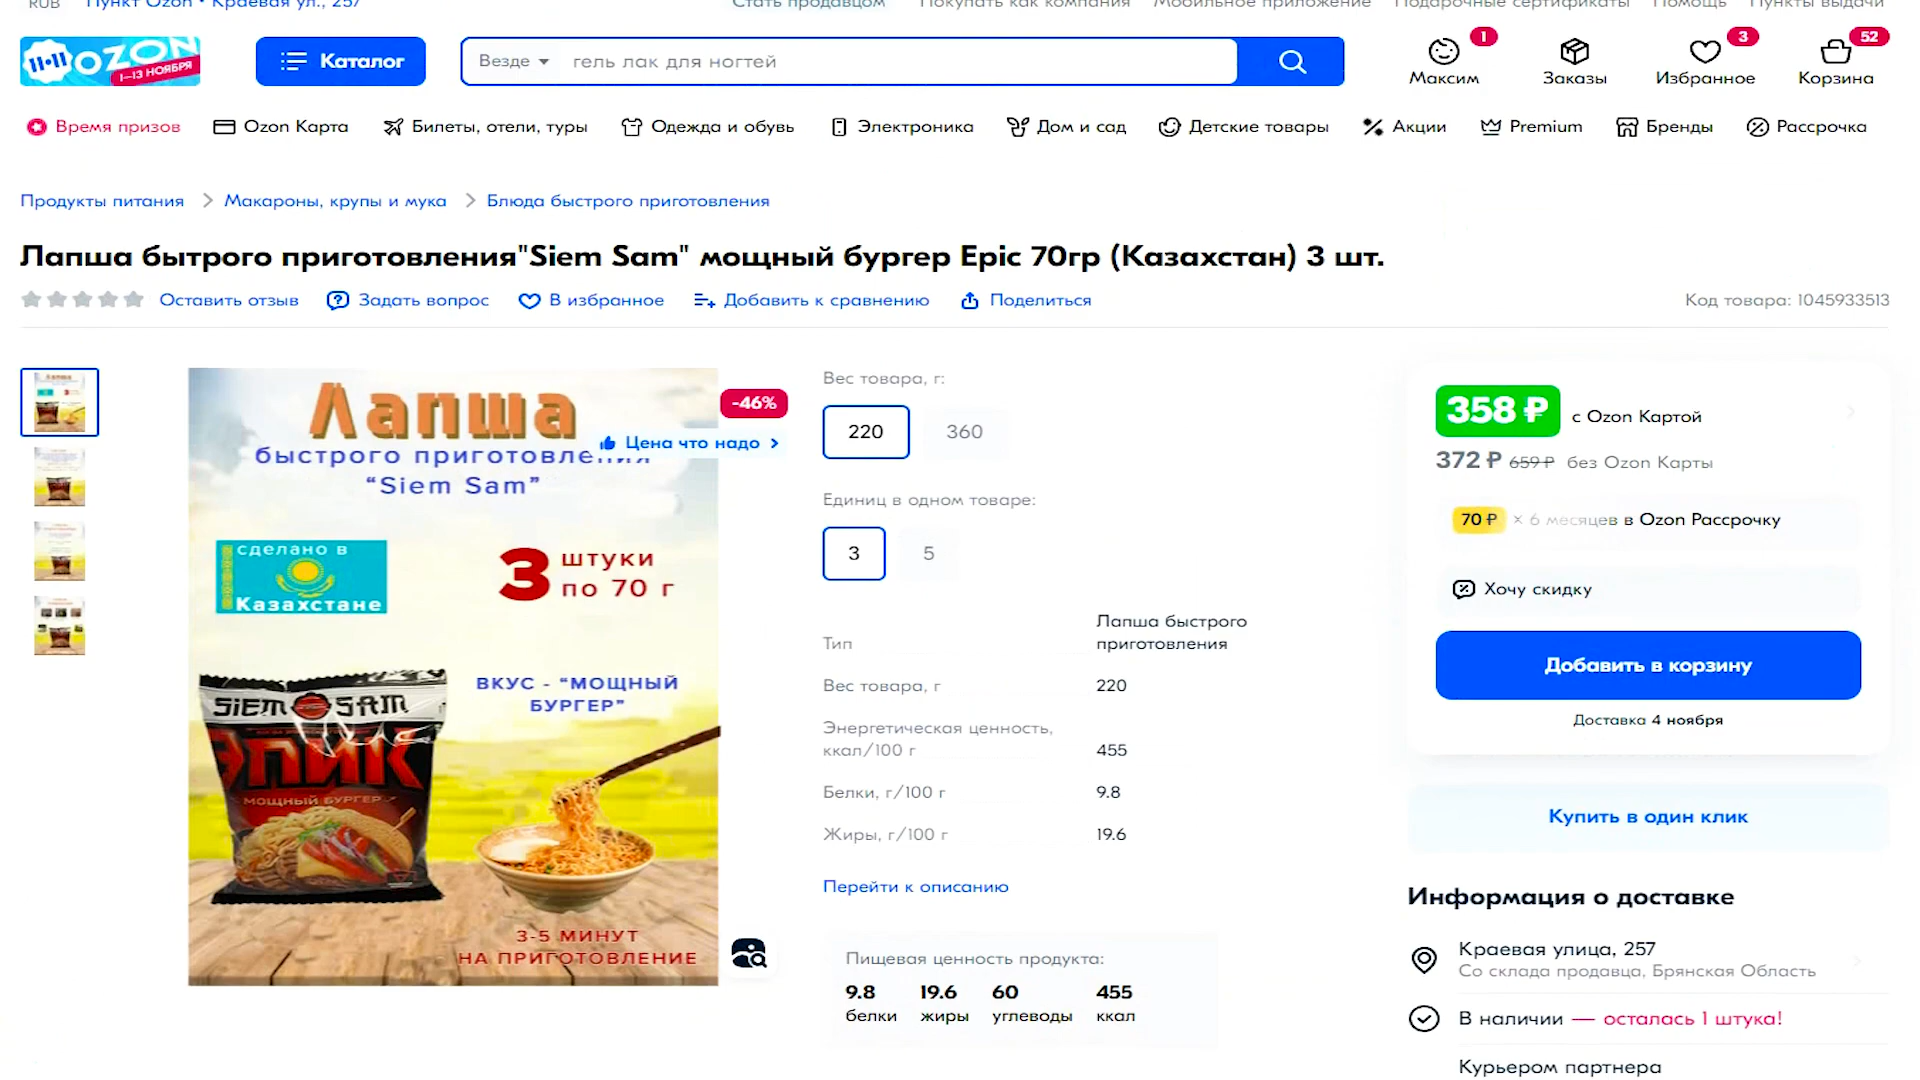 RUB Пункт Ozon • Краевая ул., 257 Стать продавцом Покупать как компания Мобильное приложение Подарочные сертификаты Помощь Пункты выдачи
11•11 OZON
1–13 НОЯБРЯ
Каталог
Везде гель лак для ногтей
1
Максим
Заказы
3
Избранное
52
Корзина
Время призов Ozon Карта Билеты, отели, туры Одежда и обувь Электроника Дом и сад Детские товары Акции Premium Бренды Рассрочка
Продукты питания Макароны, крупы и мука Блюда быстрого приготовления
Лапша бытрого приготовления"Siem Sam" мощный бургер Epic 70гр (Казахстан) 3 шт.
Оставить отзыв Задать вопрос В избранное Добавить к сравнению Поделиться Код товара: 1045933513
Лапша
быстрого приготовления
“Siem Sam”
-46%
Цена что надо
сделано в
Казахстане
3 штуки
по 70 г
ВКУС - “МОЩНЫЙ
БУРГЕР”
SIEM SAM
ЭПИК
МОЩНЫЙ БУРГЕР
3-5 МИНУТ
НА ПРИГОТОВЛЕНИЕ
Вес товара, г:
220 360
Единиц в одном товаре:
3 5
Тип Лапша быстрого
приготовления
Вес товара, г 220
Энергетическая ценность,
ккал/100 г 455
Белки, г/100 г 9.8
Жиры, г/100 г 19.6
Перейти к описанию
Пищевая ценность продукта:
9.8 19.6 60 455
белки жиры углеводы ккал
358 ₽ с Ozon Картой
372 ₽ 659 ₽ без Ozon Карты
70 ₽ × 6 месяцев в Ozon Рассрочку
Хочу скидку
Добавить в корзину
Доставка 4 ноября
Купить в один клик
Информация о доставке
Краевая улица, 257
Со склада продавца, Брянская Область
В наличии — осталась 1 штука!
Курьером партнера